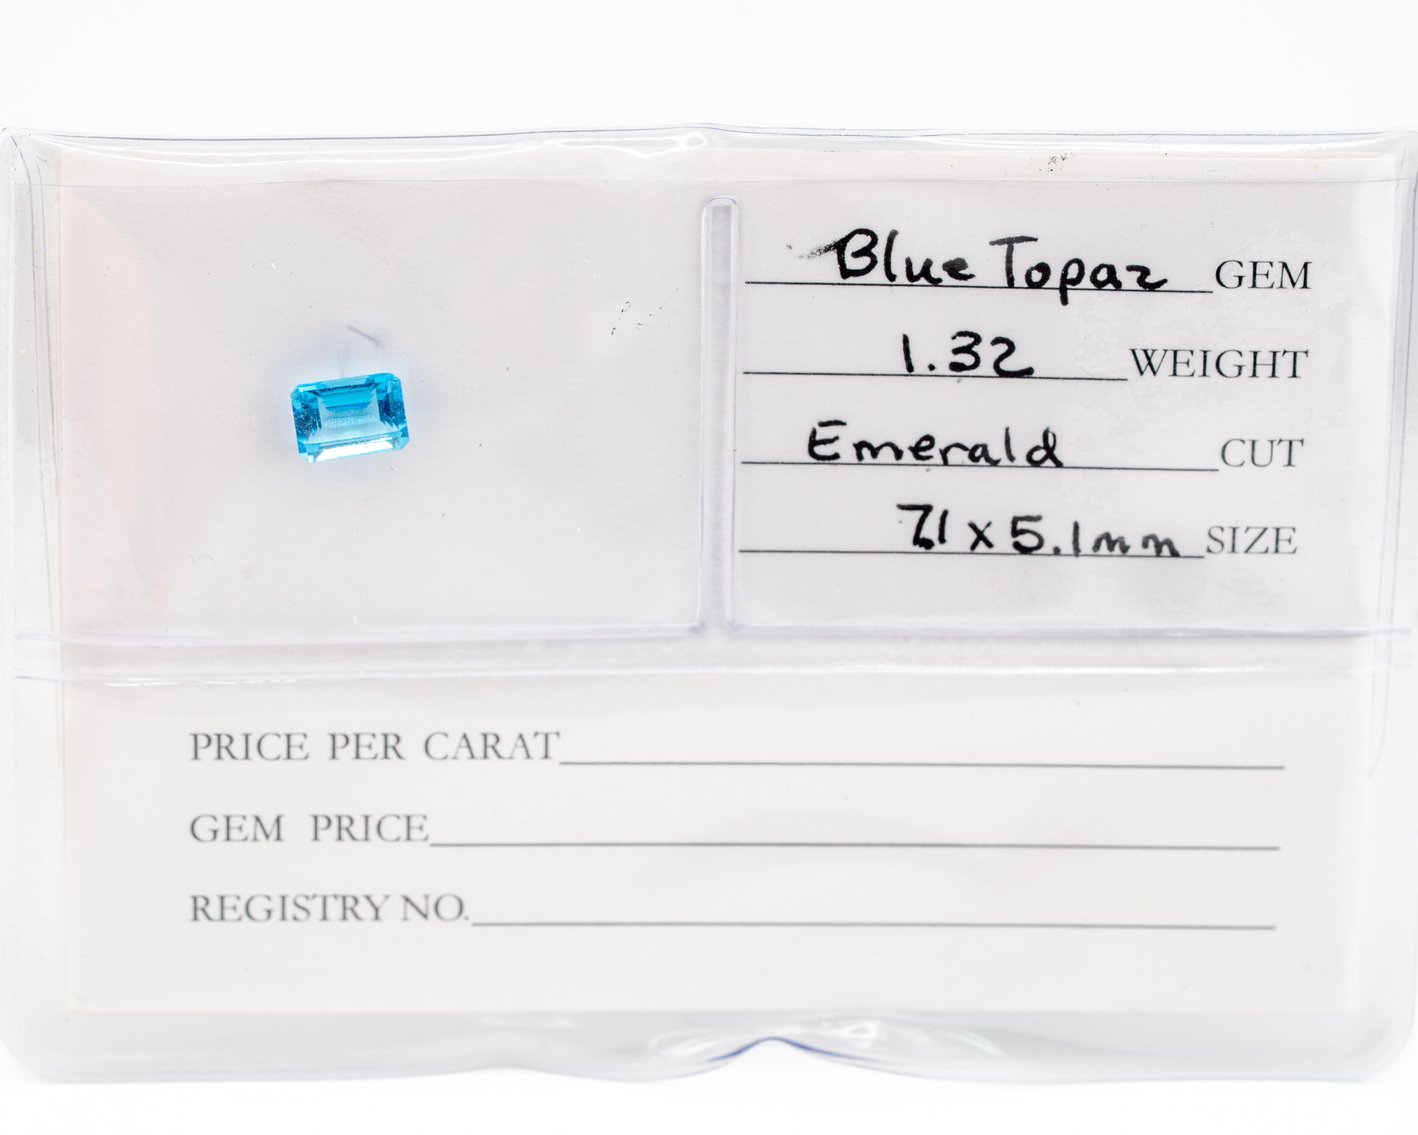 Blue Topaz GEM
1.32 WEIGHT
Emerald CUT
7.1 x 5.1mm SIZE
PRICE PER CARAT
GEM PRICE
REGISTRY NO.